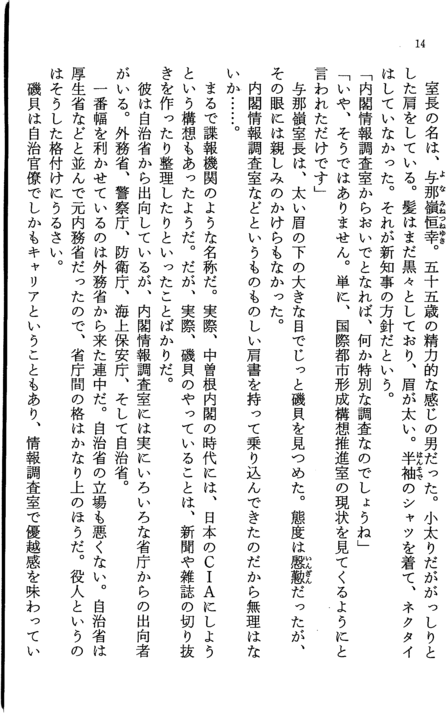 14
室長の名は、与那嶺恒幸。五十五歳の精力的な感じの男だった。小太りだががっしりと
よなみねつねゆき
した肩をしている。髪はまだ黒々としており、眉が太い。半袖のシャツを着て、ネクタイ
はんそで
はしていなかった。それが新知事の方針だという。
「内閣情報調査室からおいでとなれば、何か特別な調査なのでしょうね」
「いや、そうではありません。単に、国際都市形成構想推進室の現状を見てくるようにと
言われただけです」
与那嶺室長は、太い眉の下の大きな目でじっと磯貝を見つめた。態度は慇懃だったが、
いんぎん
その眼には親しみのかけらもなかった。
内閣情報調査室などというものものしい肩書を持って乗り込んできたのだから無理はな
いか……。
まるで諜報機関のような名称だ。実際、中曽根内閣の時代には、日本のCIAにしよう
という構想もあったようだ。だが、実際、磯貝のやっていることは、新聞や雑誌の切り抜
きを作ったり整理したりといったことばかりだ。
彼は自治省から出向しているが、内閣情報調査室には実にいろいろな省庁からの出向者
がいる。外務省、警察庁、防衛庁、海上保安庁、そして自治省。
一番幅を利かせているのは外務省から来た連中だ。自治省の立場も悪くない。自治省は
厚生省などと並んで元内務省だったので、省庁間の格はかなり上のほうだ。役人というの
はそうした格付けにうるさい。
磯貝は自治官僚でしかもキャリアということもあり、情報調査室で優越感を味わってい